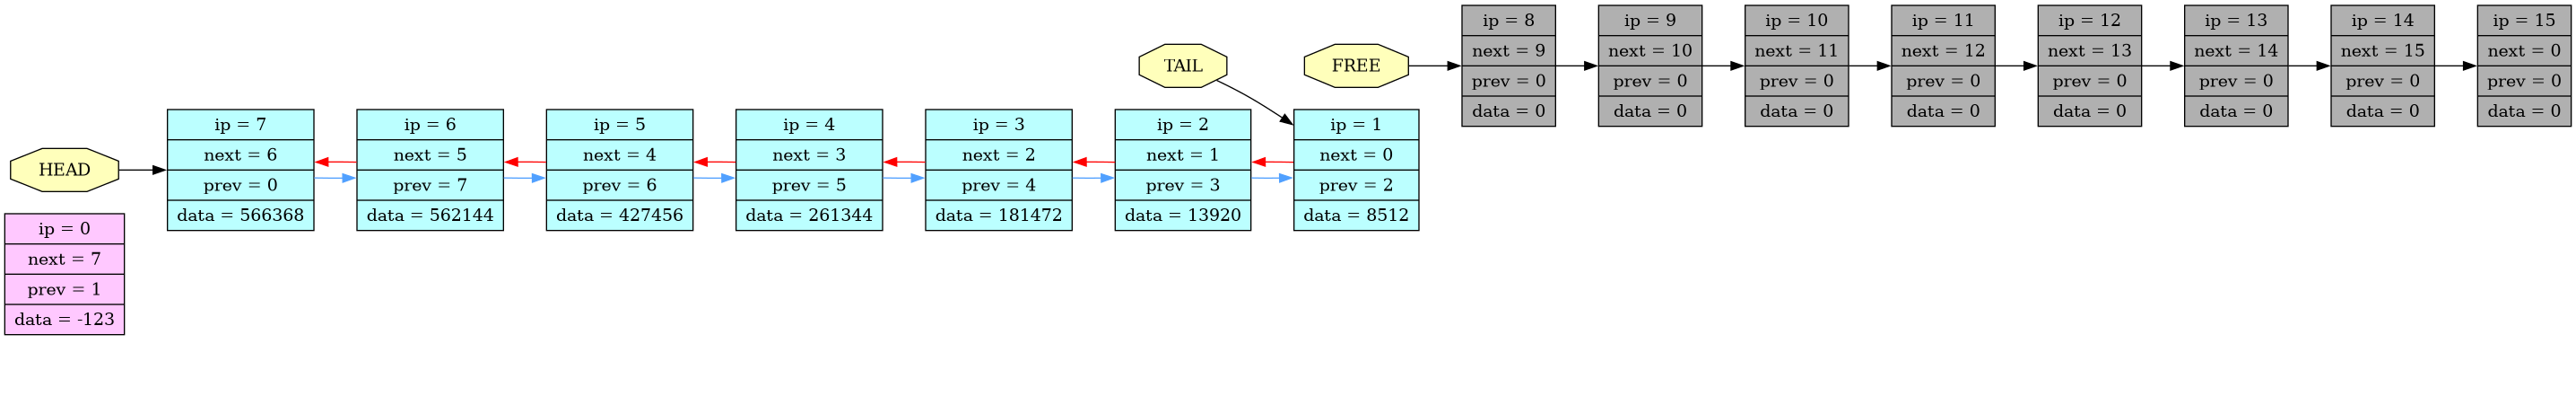 HEAD
ip = 7
next = 6
prev = 0
data = 566368
ip = 6
next = 5
prev = 7
data = 562144
ip = 5
next = 4
prev = 6
data = 427456
ip = 4
next = 3
prev = 5
data = 261344
ip = 3
next = 2
prev = 4
data = 181472
ip = 2
next = 1
prev = 3
data = 13920
TAIL
ip = 1
next = 0
prev = 2
data = 8512
FREE
ip = 8
next = 9
prev = 0
data = 0
ip = 9
next = 10
prev = 0
data = 0
ip = 10
next = 11
prev = 0
data = 0
ip = 11
next = 12
prev = 0
data = 0
ip = 12
next = 13
prev = 0
data = 0
ip = 13
next = 14
prev = 0
data = 0
ip = 14
next = 15
prev = 0
data = 0
ip = 15
next = 0
prev = 0
data = 0
ip = 0
next = 7
prev = 1
data = -123